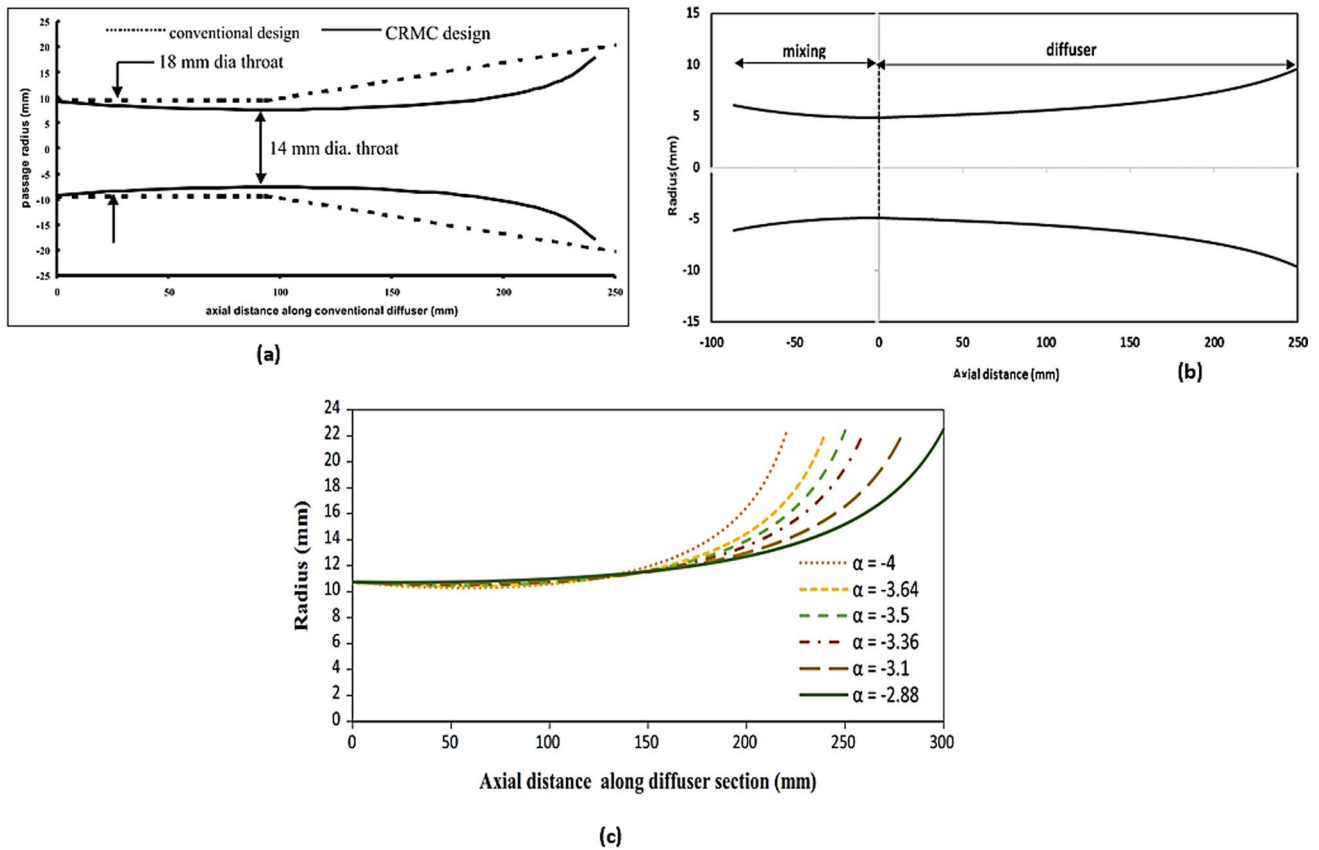 conventional design
CRMC design
18 mm dia throat
14 mm dia. throat
passage radius (mm)
25
20
15
10
5
0
-5
-10
-15
-20
-25
0
50
100
150
200
250
axial distance along conventional diffuser (mm)
(a)
mixing
diffuser
Radius(mm)
15
10
5
0
-5
-10
-15
-100
-50
0
50
100
150
200
250
Axial distance (mm)
(b)
Radius (mm)
24
22
20
18
16
14
12
10
8
6
4
2
0
α = -4
α = -3.64
α = -3.5
α = -3.36
α = -3.1
α = -2.88
0
50
100
150
200
250
300
Axial distance along diffuser section (mm)
(c)